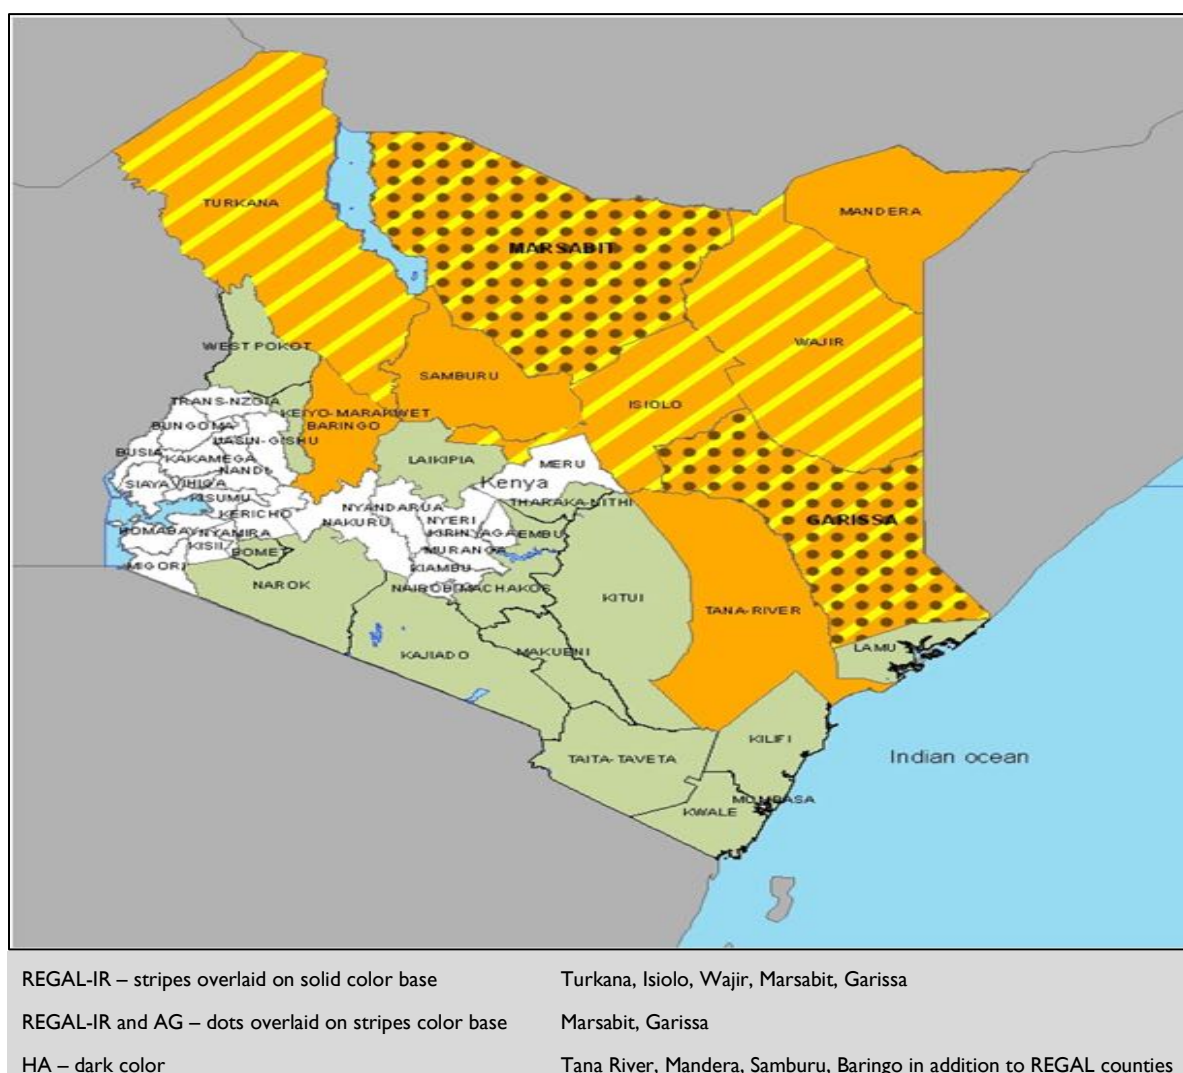 TURKANA
MANDERA
MARSABIT
WAJIR
WEST POKOT
SAMBURU
ISIOLO
TRANS-NZOIA
KEIYO-MARAKWET
BUNGOMA
BARINGO
UASIN-GISHU
BUSIA
KAKAMEGA
LAIKIPIA
MERU
NANDI
SIAYA
VIHIGA
Kenya
KISUMU
THARAKA-NITHI
KERICHO
NYANDARUA
NAKURU
NYERI
GARISSA
HOMABAY
NYAMIRA
KIRINYAGA
EMBU
KISII
BOMET
MURANGA
MIGORI
KIAMBU
NAROK
NAIROBI
MACHAKOS
KITUI
TANA-RIVER
LAMU
KAJIADO
MAKUENI
KILIFI
TAITA-TAVETA
Indian ocean
MOMBASA
KWALE
REGAL-IR – stripes overlaid on solid color base Turkana, Isiolo, Wajir, Marsabit, Garissa
REGAL-IR and AG – dots overlaid on stripes color base Marsabit, Garissa
HA – dark color Tana River, Mandera, Samburu, Baringo in addition to REGAL counties